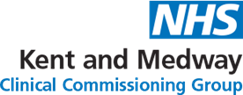 NHS
Kent and Medway
Clinical Commissioning Group